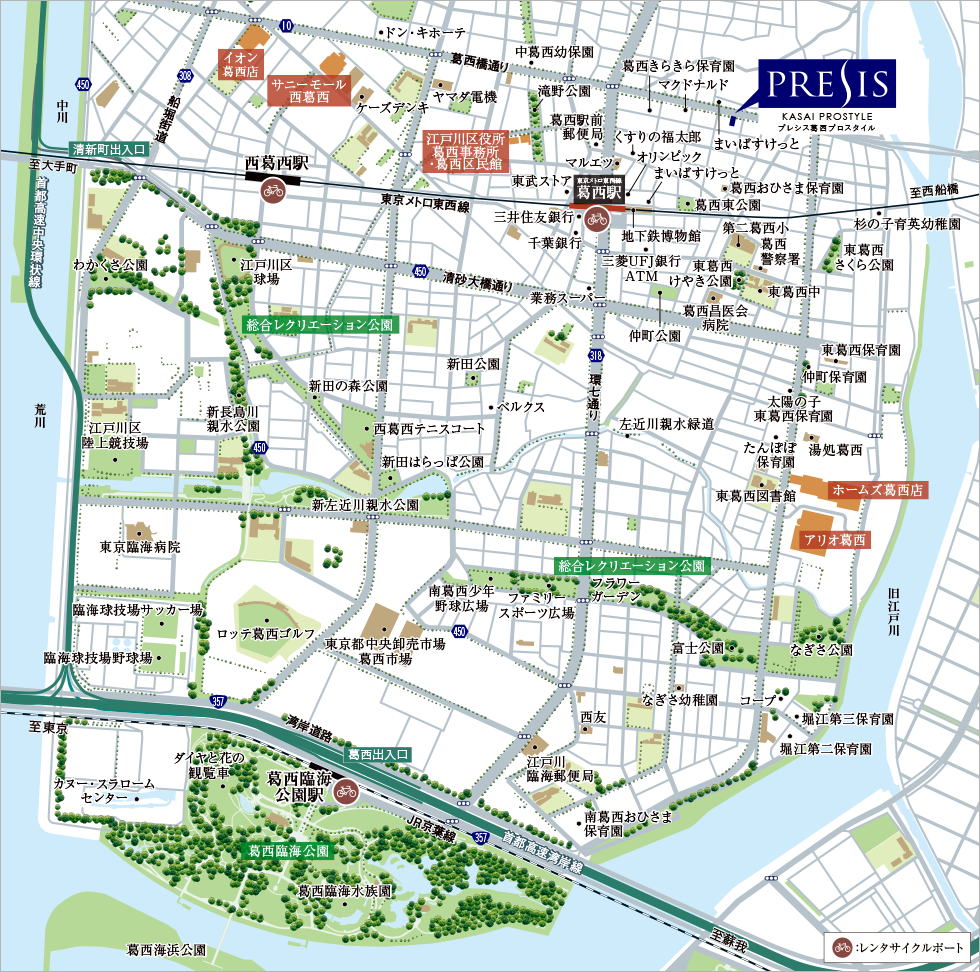 10
ドン・キホーテ
イオン
葛西店
葛西橋通り
中葛西幼保園
308
450
サニーモール
西葛西
ケーズデンキ
ヤマダ電機
318
滝野公園
葛西きらきら保育園
マクドナルド
PRESIS
KASAI PROSTYLE
プレシス葛西プロスタイル
中川
船堀街道
葛西駅前
郵便局
くすりの福太郎
まいばすけっと
江戸川区役所
葛西事務所
・葛西区民館
清新町出入口
至大手町
西葛西駅
マルエツ
オリンピック
まいばすけっと
東武ストア
東京メトロ東西線
葛西駅
葛西おひさま保育園
至西船橋
東京メトロ東西線
葛西東公園
首都高速中央環状線
三井住友銀行
千葉銀行
地下鉄博物館
第二葛西小
杉の子育英幼稚園
葛西
警察署
東葛西
さくら公園
わかくさ公園
江戸川区
球場
450
清砂大橋通り
三菱UFJ銀行
ATM
東葛西
けやき公園
東葛西中
業務スーパー
葛西昌医会
病院
総合レクリエーション公園
仲町公園
318
環七通り
東葛西保育園
新田公園
仲町保育園
新田の森公園
太陽の子
東葛西保育園
荒川
新長島川
親水公園
ベルクス
江戸川区
陸上競技場
西葛西テニスコート
左近川親水緑道
450
たんぽぽ
保育園
湯処葛西
新田はらっぱ公園
東葛西図書館
ホームズ葛西店
新左近川親水公園
アリオ葛西
東京臨海病院
総合レクリエーション公園
南葛西少年
野球広場
ファミリー
スポーツ広場
フラワー
ガーデン
旧江戸川
臨海球技場サッカー場
ロッテ葛西ゴルフ
東京都中央卸売市場
葛西市場
450
臨海球技場野球場
富士公園
なぎさ公園
357
なぎさ幼稚園
コープ
至東京
湾岸道路
西友
堀江第三保育園
葛西出入口
堀江第二保育園
ダイヤと花の
観覧車
葛西臨海
公園駅
江戸川
臨海郵便局
カヌー・スラローム
センター
南葛西おひさま
保育園
JR京葉線
357
首都高速湾岸線
葛西臨海公園
葛西臨海水族園
至蘇我
葛西海浜公園
:レンタサイクルポート